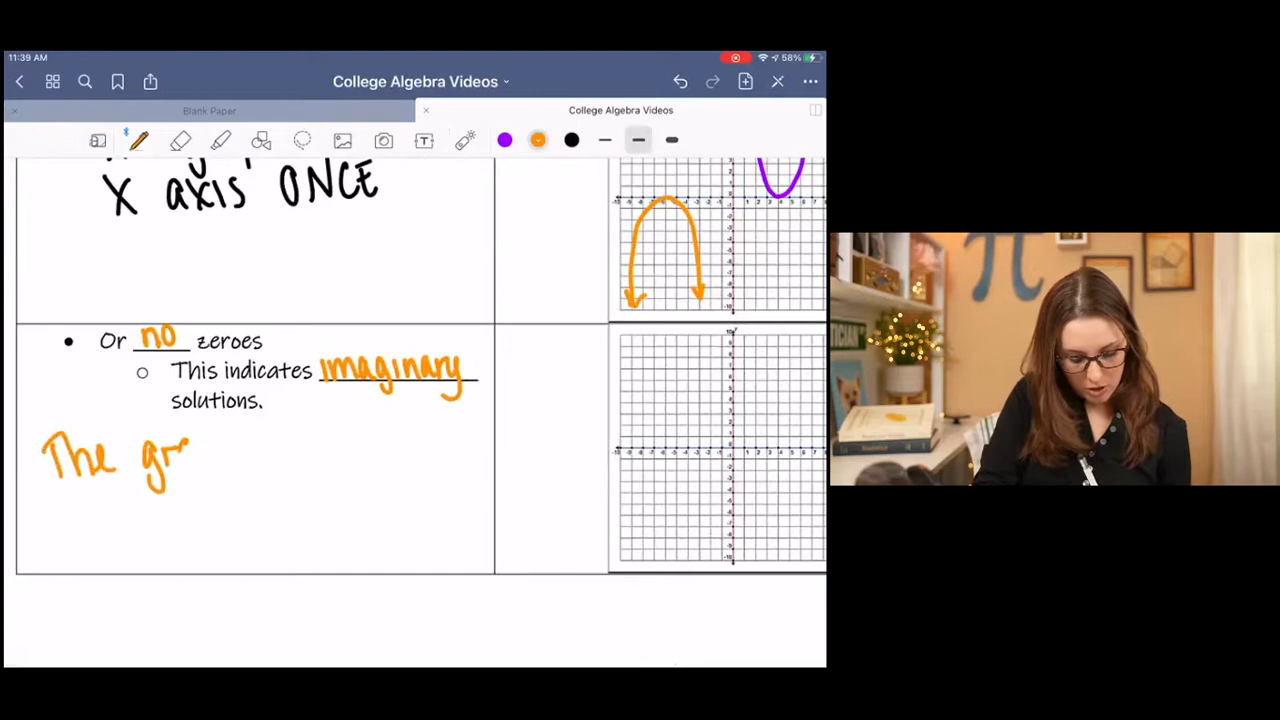 11:39 AM
58%
College Algebra Videos
Blank Paper
College Algebra Videos
X axis ONCE
Or no zeroes
This indicates imaginary
solutions.
The gr